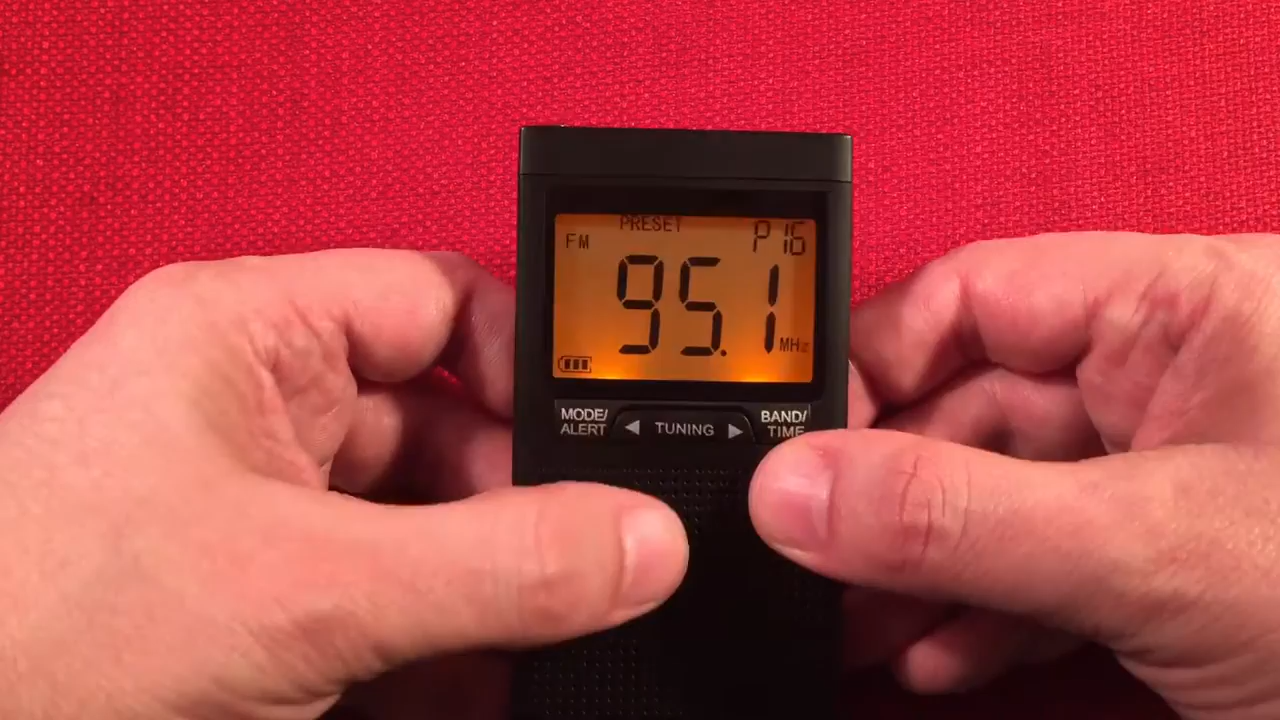 PRESET
FM P16
95.1 MHz
MODE/ BAND/
ALERT ◀ TUNING ▶ TIME